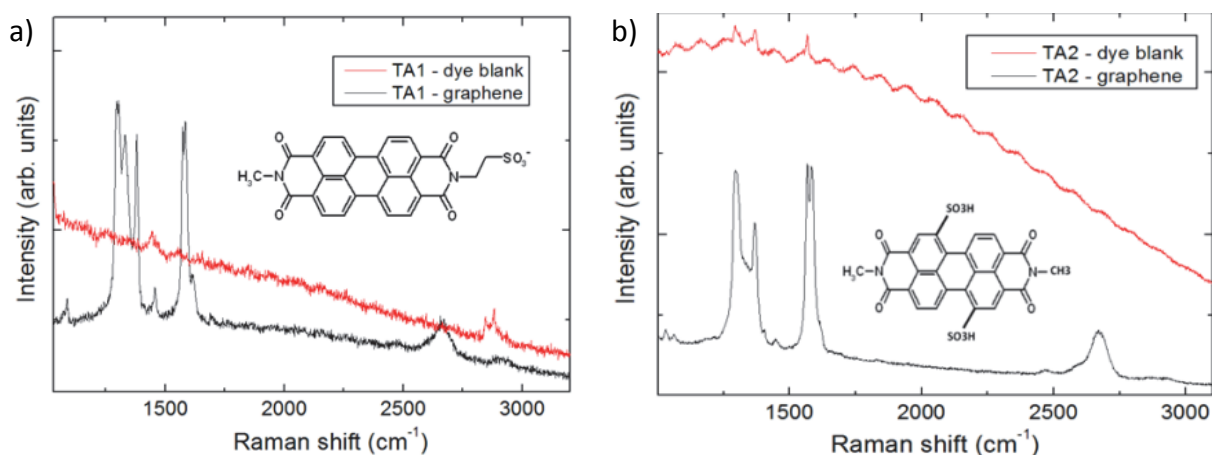 a)
TA1 - dye blank
TA1 - graphene
O
O
SO₃⁻
H₃C
N
N
O
O
Intensity (arb. units)
1500
2000
2500
3000
Raman shift (cm⁻¹)
b)
TA2 - dye blank
TA2 - graphene
SO3H
O
O
H₃C
N
N
CH3
O
O
SO3H
Intensity (arb. units)
1500
2000
2500
3000
Raman shift (cm⁻¹)